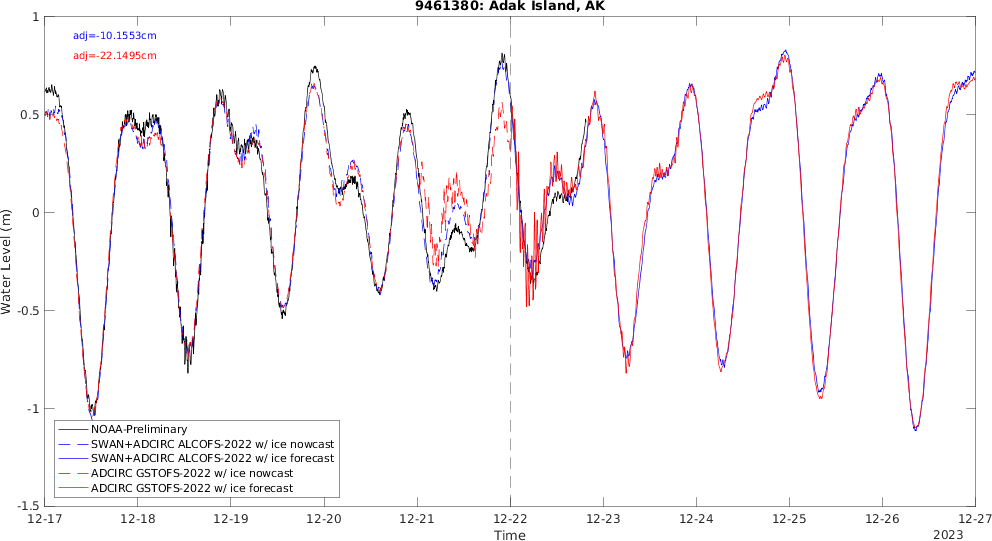 9461380: Adak Island, AK
adj=-10.1553cm
adj=-22.1495cm
Water Level (m)
1
0.5
0
-0.5
-1
-1.5
NOAA-Preliminary
SWAN+ADCIRC ALCOFS-2022 w/ ice nowcast
SWAN+ADCIRC ALCOFS-2022 w/ ice forecast
ADCIRC GSTOFS-2022 w/ ice nowcast
ADCIRC GSTOFS-2022 w/ ice forecast
12-17 12-18 12-19 12-20 12-21 12-22 12-23 12-24 12-25 12-26 12-27
Time
2023